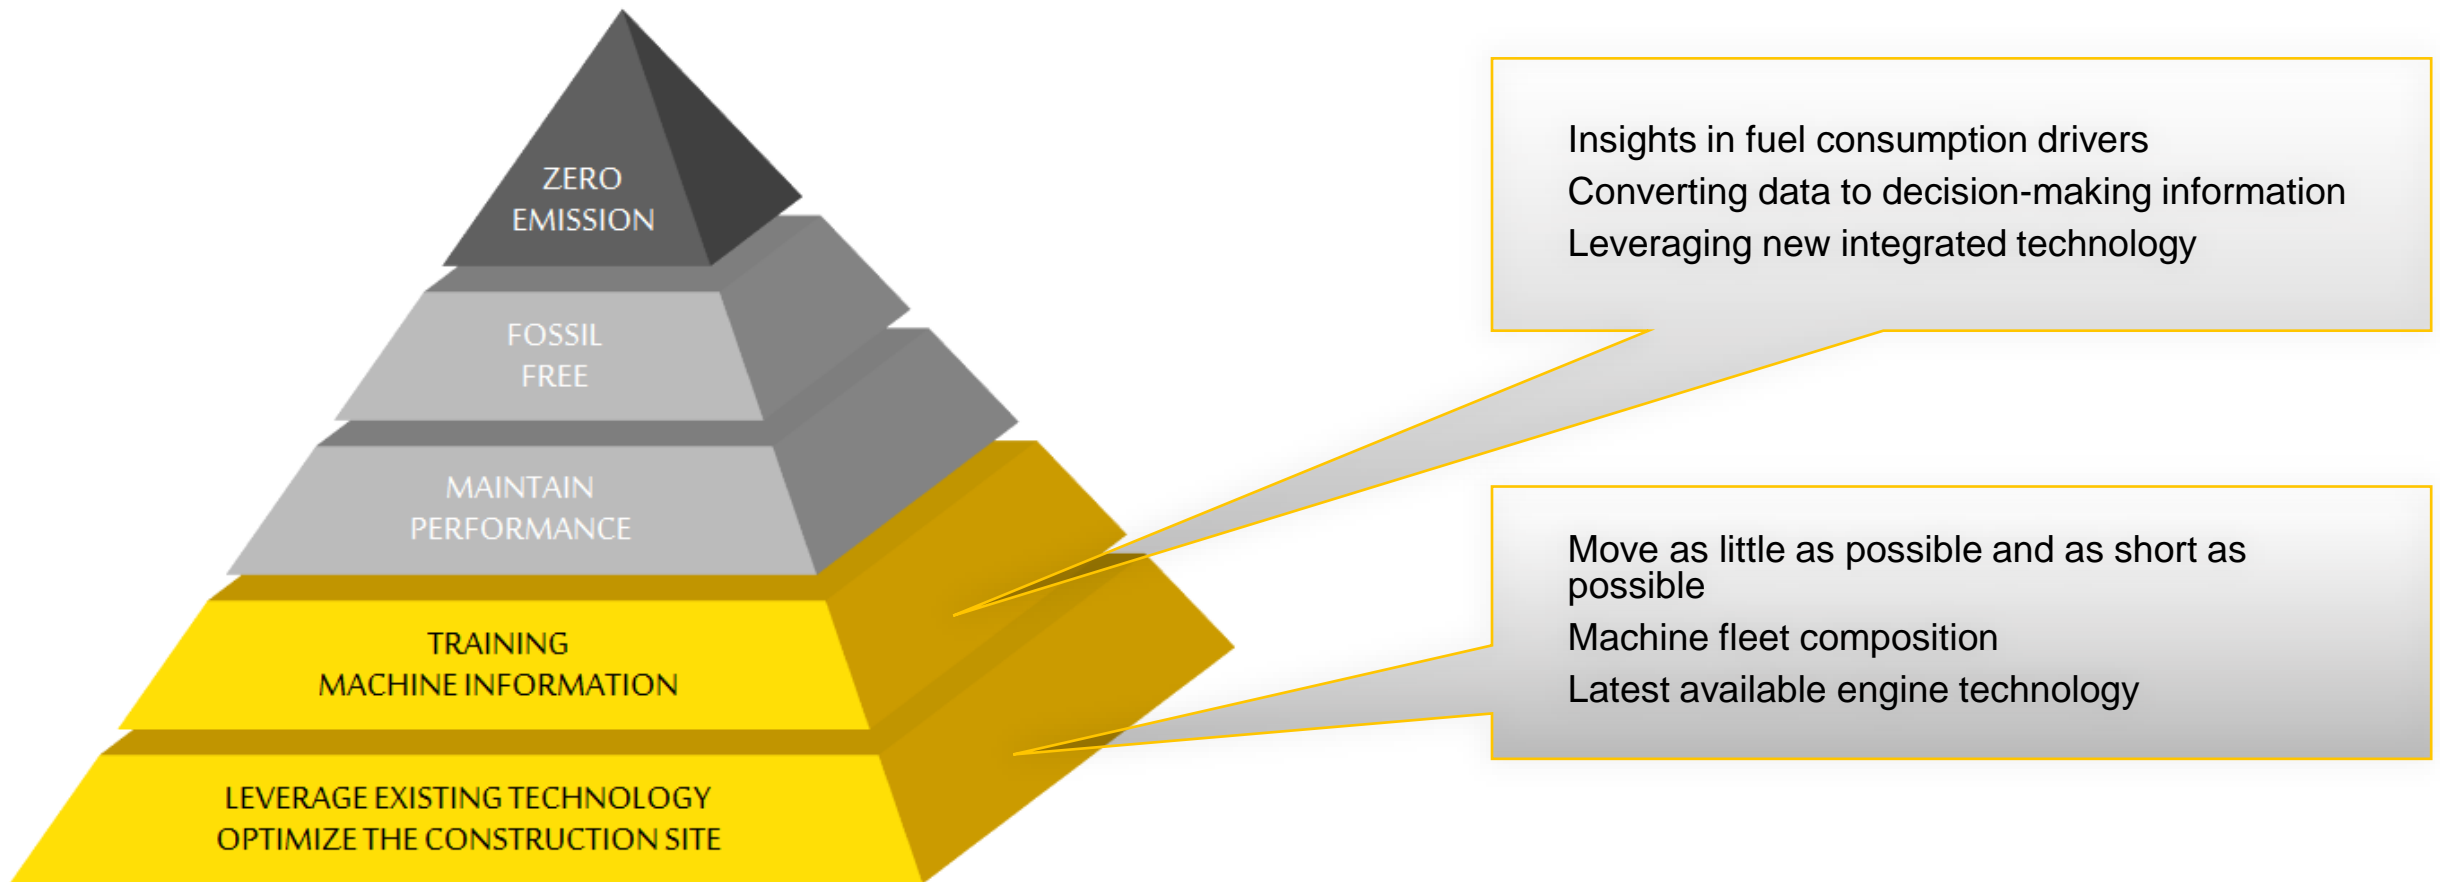 ZERO
EMISSION
FOSSIL
FREE
MAINTAIN
PERFORMANCE
TRAINING
MACHINE INFORMATION
LEVERAGE EXISTING TECHNOLOGY
OPTIMIZE THE CONSTRUCTION SITE
Insights in fuel consumption drivers
Converting data to decision-making information
Leveraging new integrated technology
Move as little as possible and as short as
possible
Machine fleet composition
Latest available engine technology